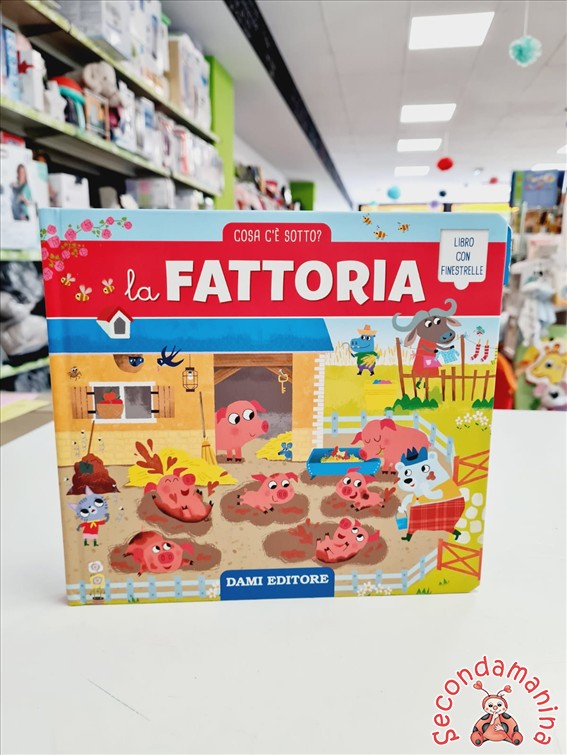 COSA C'È SOTTO?
la FATTORIA
LIBRO
CON
FINESTRELLE
DAMI EDITORE
Secondamanina